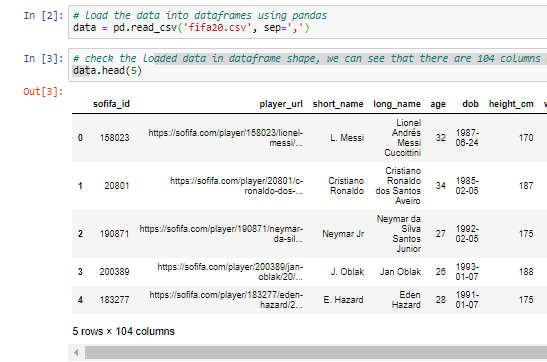 In [2]: # Load the data into dataframes using pandas
data = pd.read_csv('fifa20.csv', sep=',')
In [3]: # check the loaded data in dataframe shape, we can see that there are 104 columns
data.head(5)
Out[3]:
sofifa_id player_url short_name long_name age dob height_cm
0 158023 https://sofifa.com/player/158023/lionel-
messi/... L. Messi Lionel
Andrés
Messi
Cuccittini 32 1987-
06-24 170
1 20801 https://sofifa.com/player/20801/c-
ronaldo-dos-... Cristiano
Ronaldo Cristiano
Ronaldo
dos Santos
Aveiro 34 1985-
02-05 187
2 190871 https://sofifa.com/player/190871/neymar-
da-sil... Neymar Jr Neymar da
Silva
Santos
Junior 27 1992-
02-05 175
3 200389 https://sofifa.com/player/200389/jan-
oblak/20/... J. Oblak Jan Oblak 26 1993-
01-07 188
4 183277 https://sofifa.com/player/183277/eden-
hazard/2... E. Hazard Eden
Hazard 28 1991-
01-07 175
5 rows × 104 columns